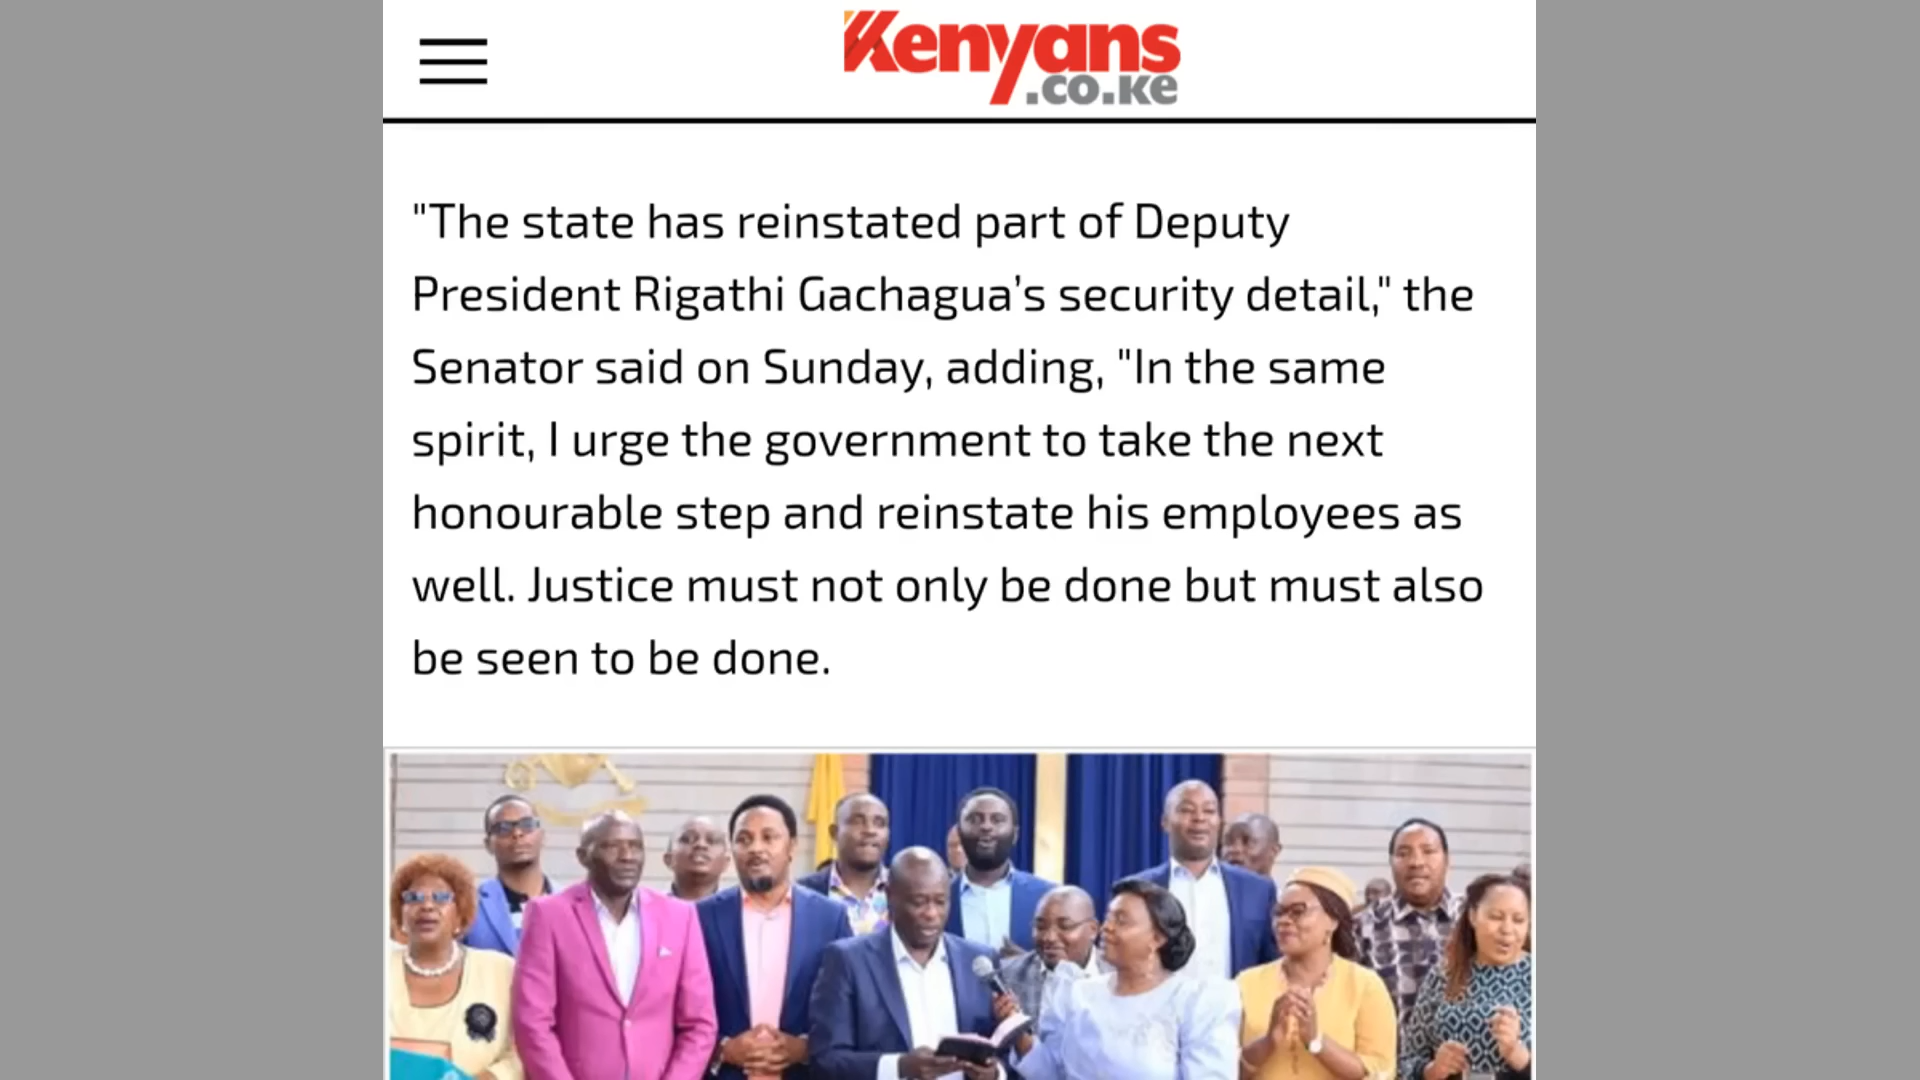 Kenyans
.co.ke
"The state has reinstated part of Deputy
President Rigathi Gachagua’s security detail," the
Senator said on Sunday, adding, "In the same
spirit, I urge the government to take the next
honourable step and reinstate his employees as
well. Justice must not only be done but must also
be seen to be done.